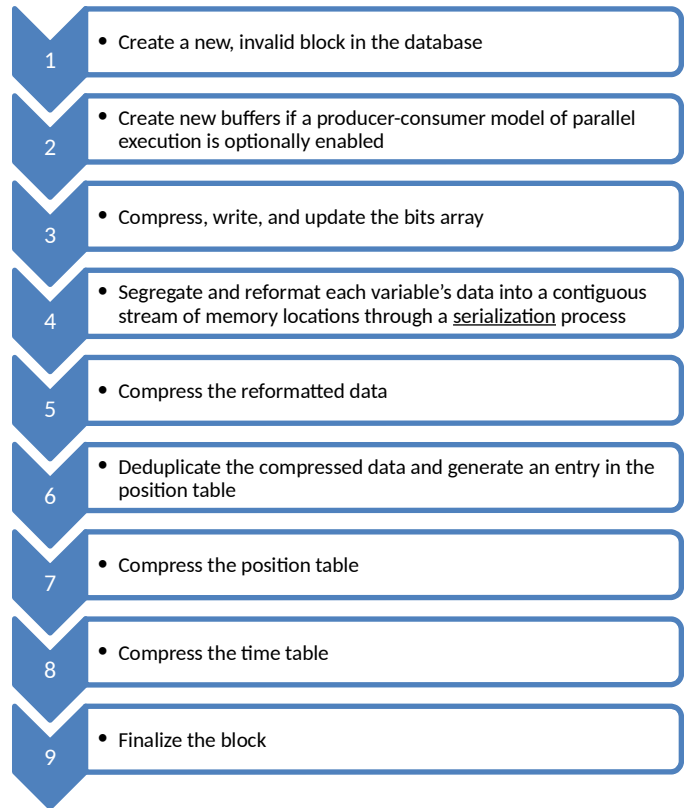 1
• Create a new, invalid block in the database
2
• Create new buffers if a producer-consumer model of parallel
execution is optionally enabled
3
• Compress, write, and update the bits array
4
• Segregate and reformat each variable’s data into a contiguous
stream of memory locations through a serialization process
5
• Compress the reformatted data
6
• Deduplicate the compressed data and generate an entry in the
position table
7
• Compress the position table
8
• Compress the time table
9
• Finalize the block